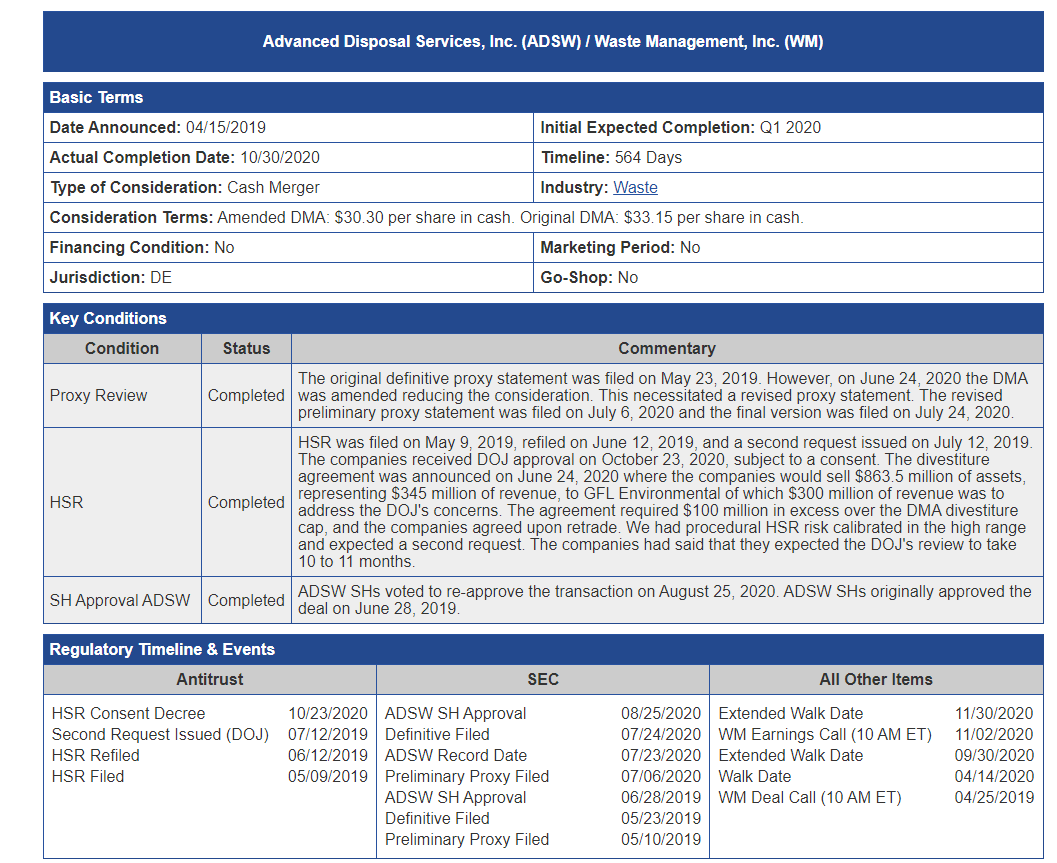 Advanced Disposal Services, Inc. (ADSW) / Waste Management, Inc. (WM)
Basic Terms
Date Announced: 04/15/2019
Initial Expected Completion: Q1 2020
Actual Completion Date: 10/30/2020
Timeline: 564 Days
Type of Consideration: Cash Merger
Industry: Waste
Consideration Terms: Amended DMA: $30.30 per share in cash. Original DMA: $33.15 per share in cash.
Financing Condition: No
Marketing Period: No
Jurisdiction: DE
Go-Shop: No
Key Conditions
Condition Status Commentary
Proxy Review
Completed
The original definitive proxy statement was filed on May 23, 2019. However, on June 24, 2020 the DMA
was amended reducing the consideration. This necessitated a revised proxy statement. The revised
preliminary proxy statement was filed on July 6, 2020 and the final version was filed on July 24, 2020.
HSR
Completed
HSR was filed on May 9, 2019, refiled on June 12, 2019, and a second request issued on July 12, 2019.
The companies received DOJ approval on October 23, 2020, subject to a consent. The divestiture
agreement was announced on June 24, 2020 where the companies would sell $863.5 million of assets,
representing $345 million of revenue, to GFL Environmental of which $300 million of revenue was to
address the DOJ's concerns. The agreement required $100 million in excess over the DMA divestiture
cap, and the companies agreed upon retrade. We had procedural HSR risk calibrated in the high range
and expected a second request. The companies had said that they expected the DOJ's review to take
10 to 11 months.
SH Approval ADSW
Completed
ADSW SHs voted to re-approve the transaction on August 25, 2020. ADSW SHs originally approved the
deal on June 28, 2019.
Regulatory Timeline & Events
Antitrust
HSR Consent Decree 10/23/2020
Second Request Issued (DOJ) 07/12/2019
HSR Refiled 06/12/2019
HSR Filed 05/09/2019
SEC
ADSW SH Approval 08/25/2020
Definitive Filed 07/24/2020
ADSW Record Date 07/23/2020
Preliminary Proxy Filed 07/06/2020
ADSW SH Approval 06/28/2019
Definitive Filed 05/23/2019
Preliminary Proxy Filed 05/10/2019
All Other Items
Extended Walk Date 11/30/2020
WM Earnings Call (10 AM ET) 11/02/2020
Extended Walk Date 09/30/2020
Walk Date 04/14/2020
WM Deal Call (10 AM ET) 04/25/2019